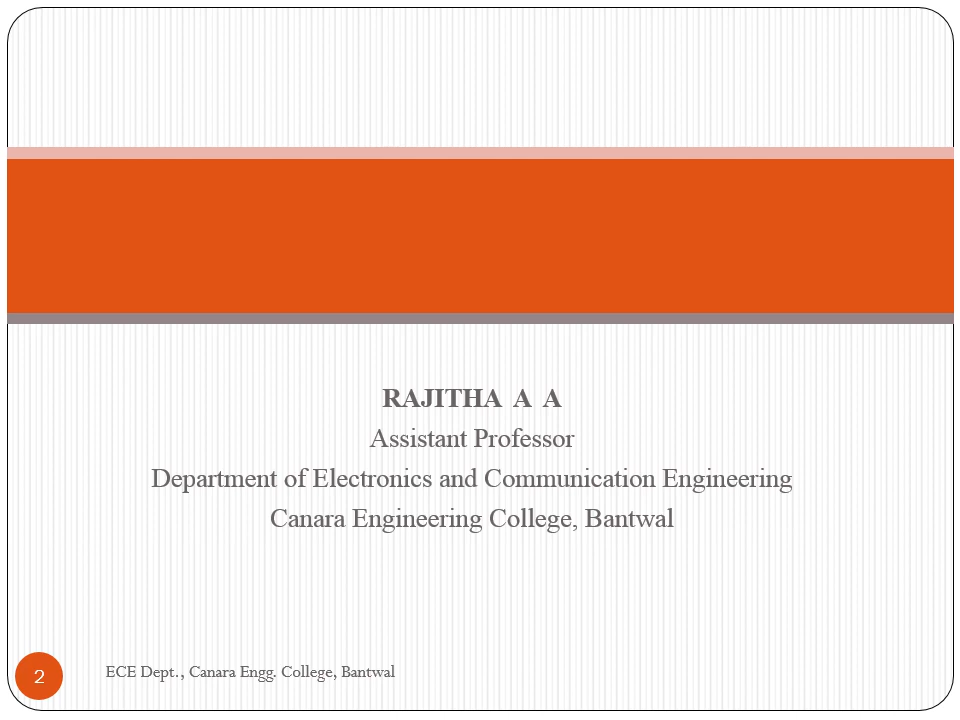 RAJITHA A A
Assistant Professor
Department of Electronics and Communication Engineering
Canara Engineering College, Bantwal
2
ECE Dept., Canara Engg. College, Bantwal